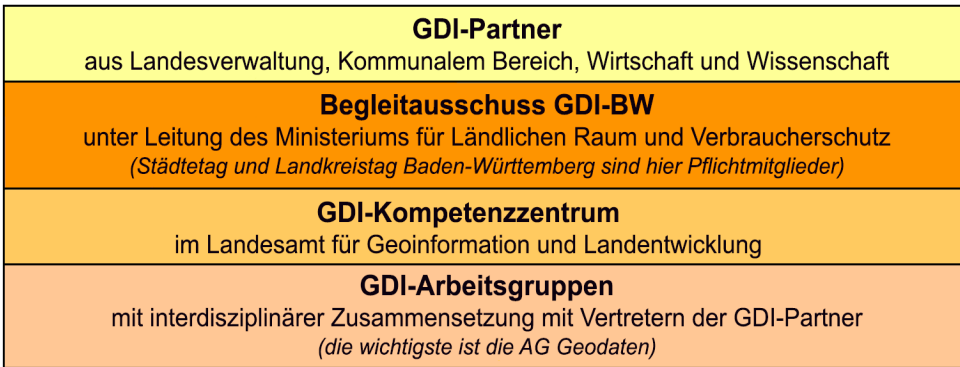 GDI-Partner
aus Landesverwaltung, Kommunalem Bereich, Wirtschaft und Wissenschaft
Begleitausschuss GDI-BW
unter Leitung des Ministeriums für Ländlichen Raum und Verbraucherschutz
(Städtetag und Landkreistag Baden-Württemberg sind hier Pflichtmitglieder)
GDI-Kompetenzzentrum
im Landesamt für Geoinformation und Landentwicklung
GDI-Arbeitsgruppen
mit interdisziplinärer Zusammensetzung mit Vertretern der GDI-Partner
(die wichtigste ist die AG Geodaten)